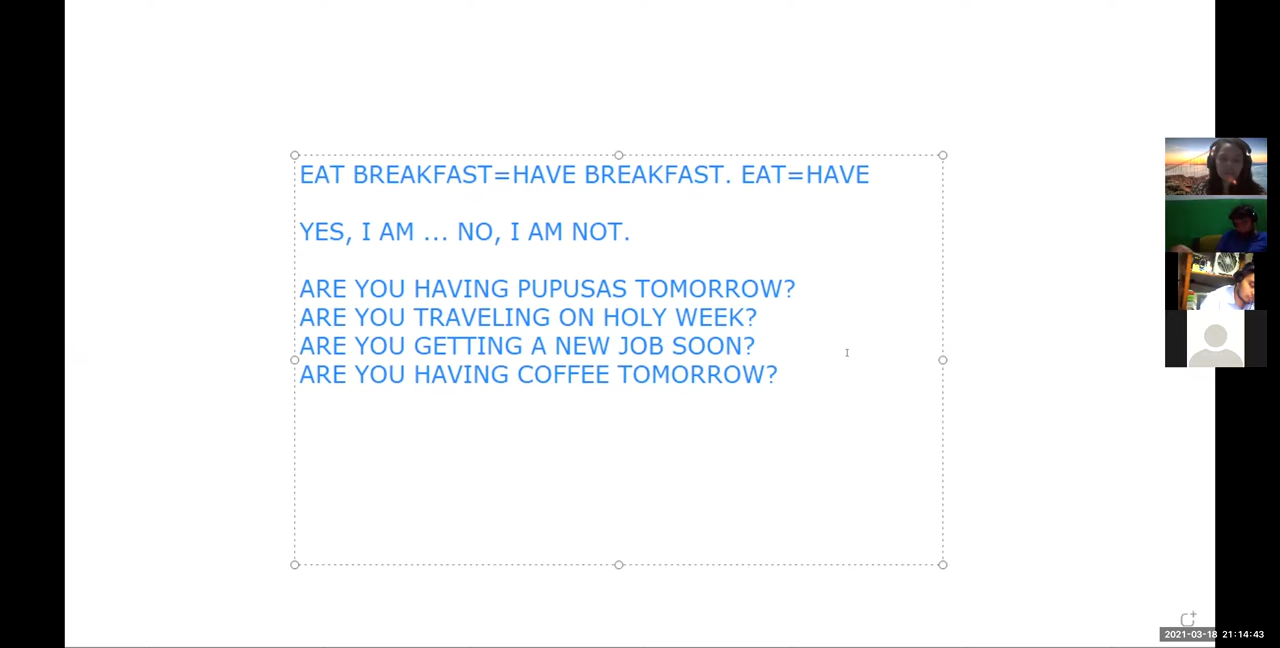 EAT BREAKFAST=HAVE BREAKFAST. EAT=HAVE
YES, I AM ... NO, I AM NOT.
ARE YOU HAVING PUPUSAS TOMORROW?
ARE YOU TRAVELING ON HOLY WEEK?
ARE YOU GETTING A NEW JOB SOON?
ARE YOU HAVING COFFEE TOMORROW?
2021-03-18 21:14:43